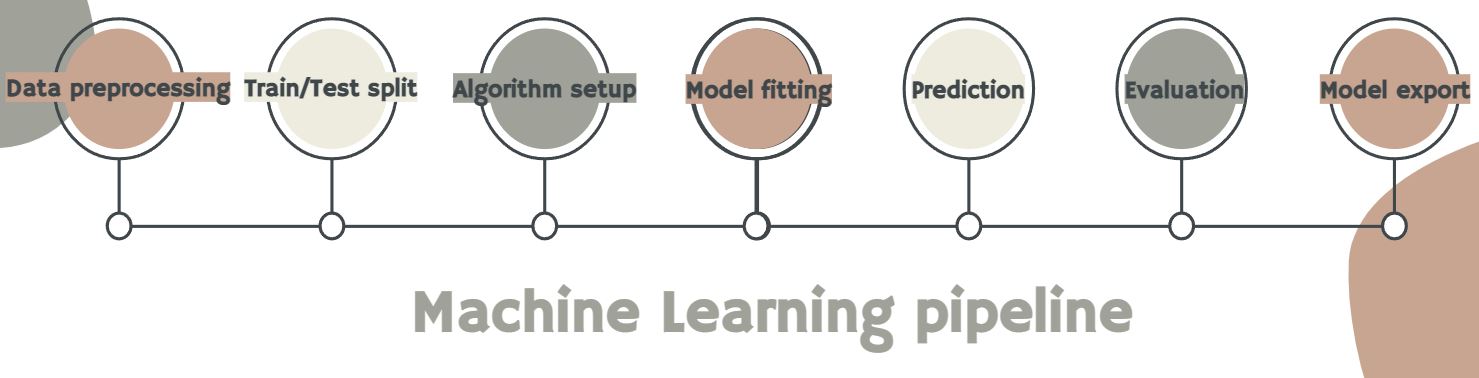 Data preprocessing
Train/Test split
Algorithm setup
Model fitting
Prediction
Evaluation
Model export
Machine Learning pipeline